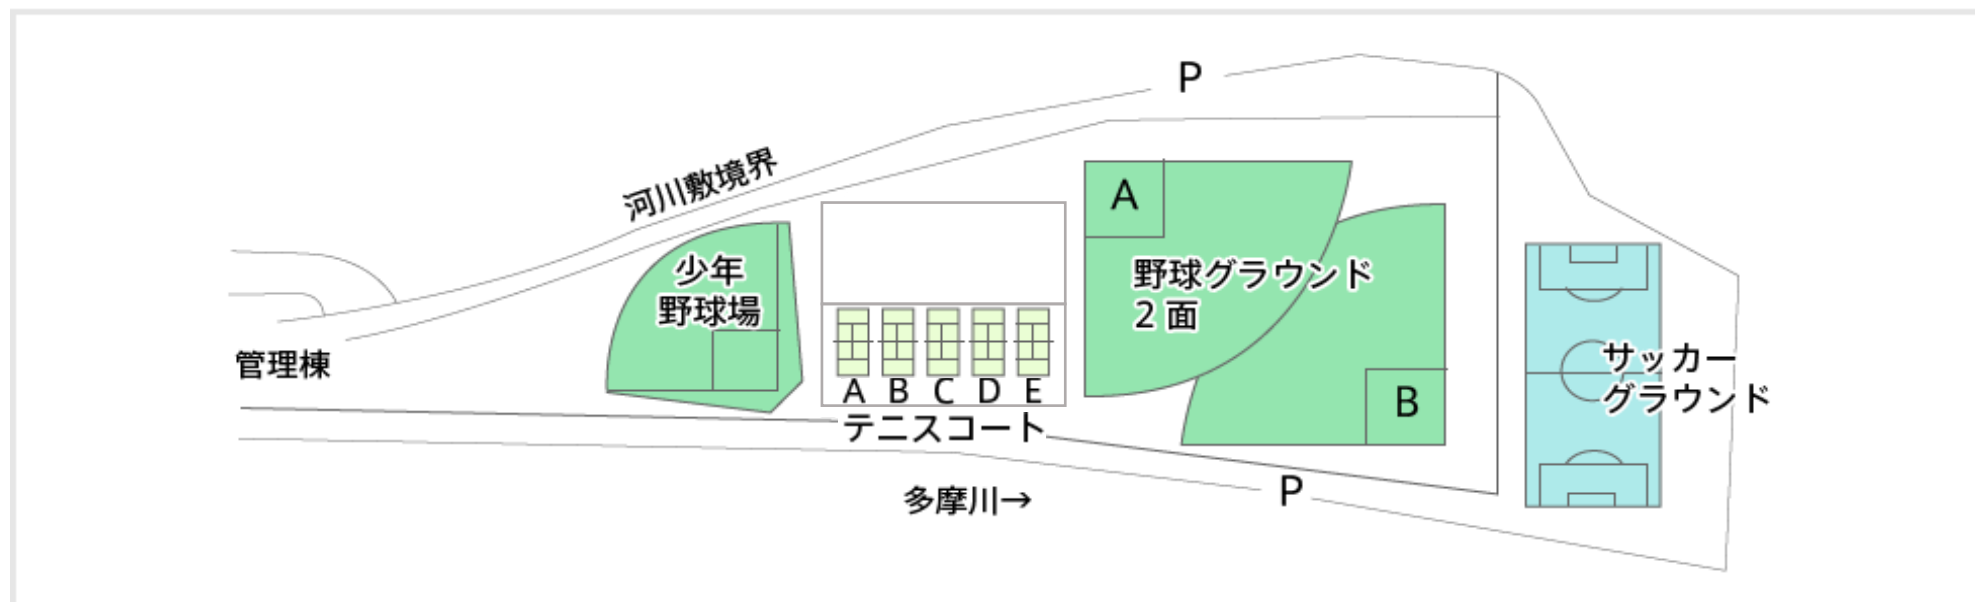 P
河川敷境界
A
少年
野球場
野球グラウンド
2 面
管理棟
サッカー
グラウンド
A B C D E
B
テニスコート
多摩川→
P